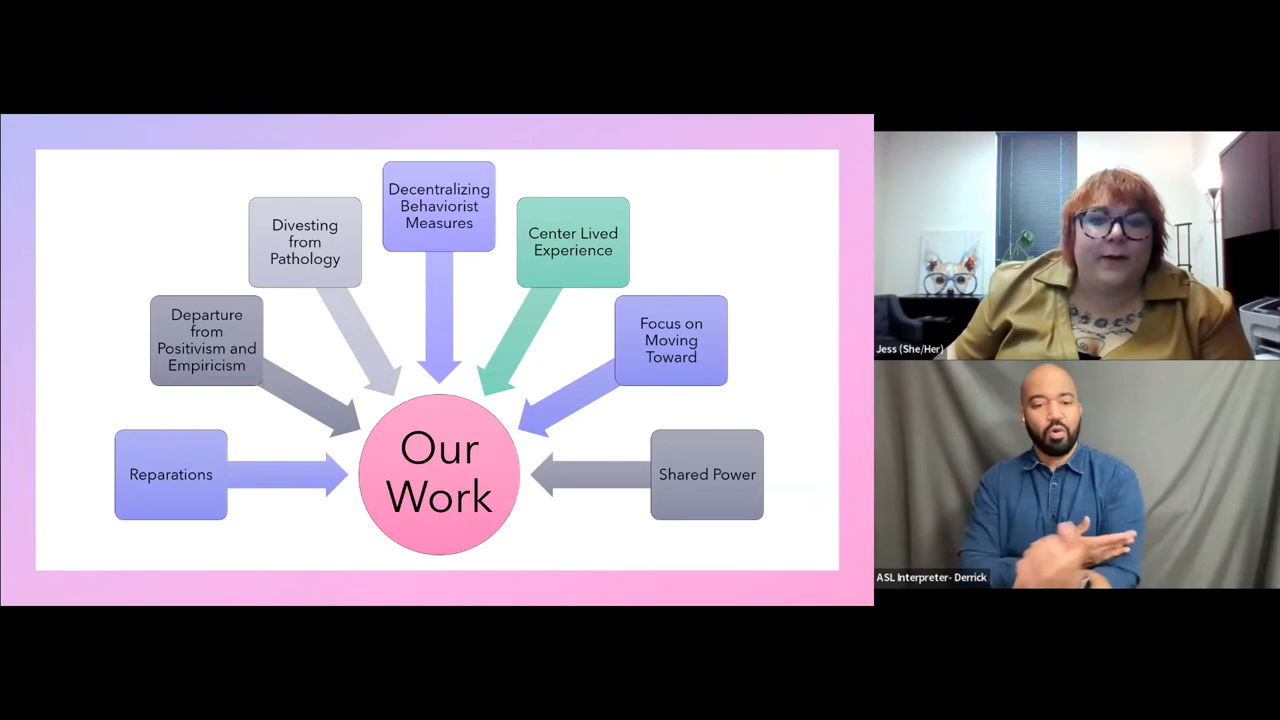 Decentralizing
Behaviorist
Measures
Divesting
from
Pathology
Center Lived
Experience
Departure
from
Positivism and
Empiricism
Focus on
Moving
Toward
Reparations
Our
Work
Shared Power
Jess (She/Her)
ASL Interpreter- Derrick